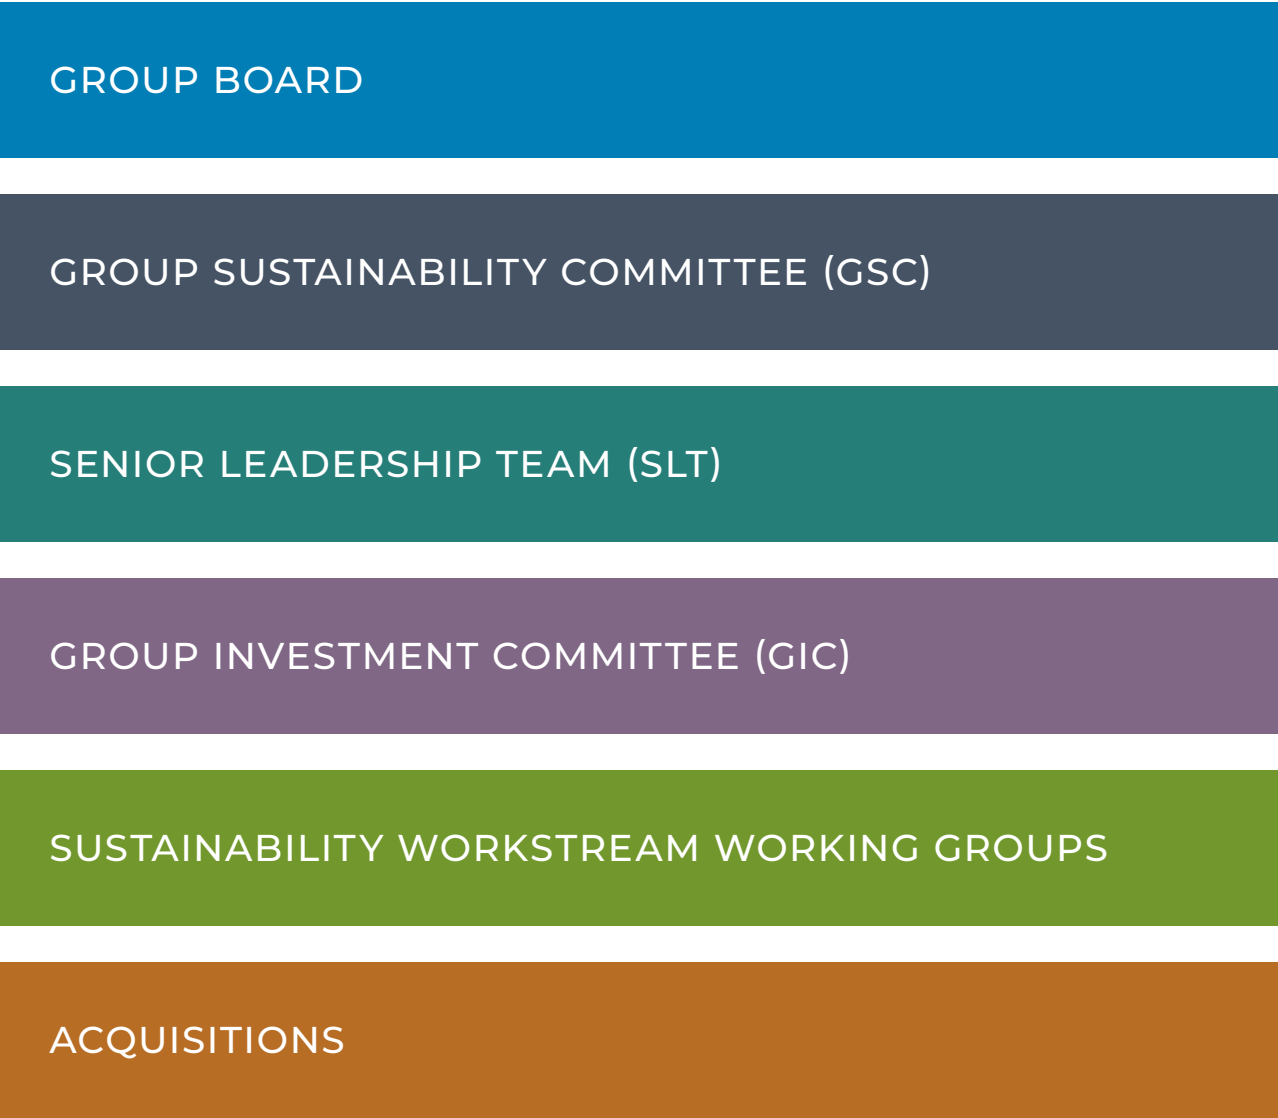 GROUP BOARD
GROUP SUSTAINABILITY COMMITTEE (GSC)
SENIOR LEADERSHIP TEAM (SLT)
GROUP INVESTMENT COMMITTEE (GIC)
SUSTAINABILITY WORKSTREAM WORKING GROUPS
ACQUISITIONS